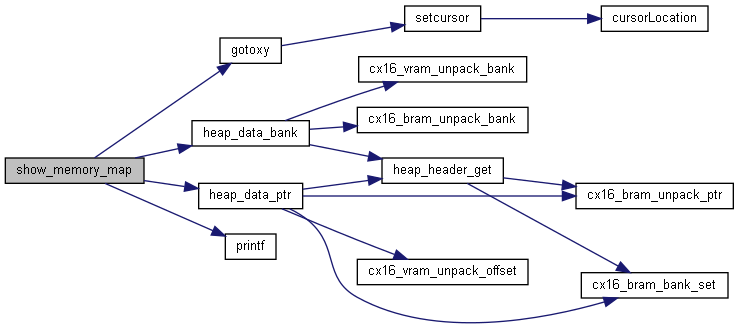 setcursor
cursorLocation
gotoxy
cx16_vram_unpack_bank
cx16_bram_unpack_bank
heap_data_bank
show_memory_map
heap_header_get
heap_data_ptr
cx16_bram_unpack_ptr
printf
cx16_vram_unpack_offset
cx16_bram_bank_set